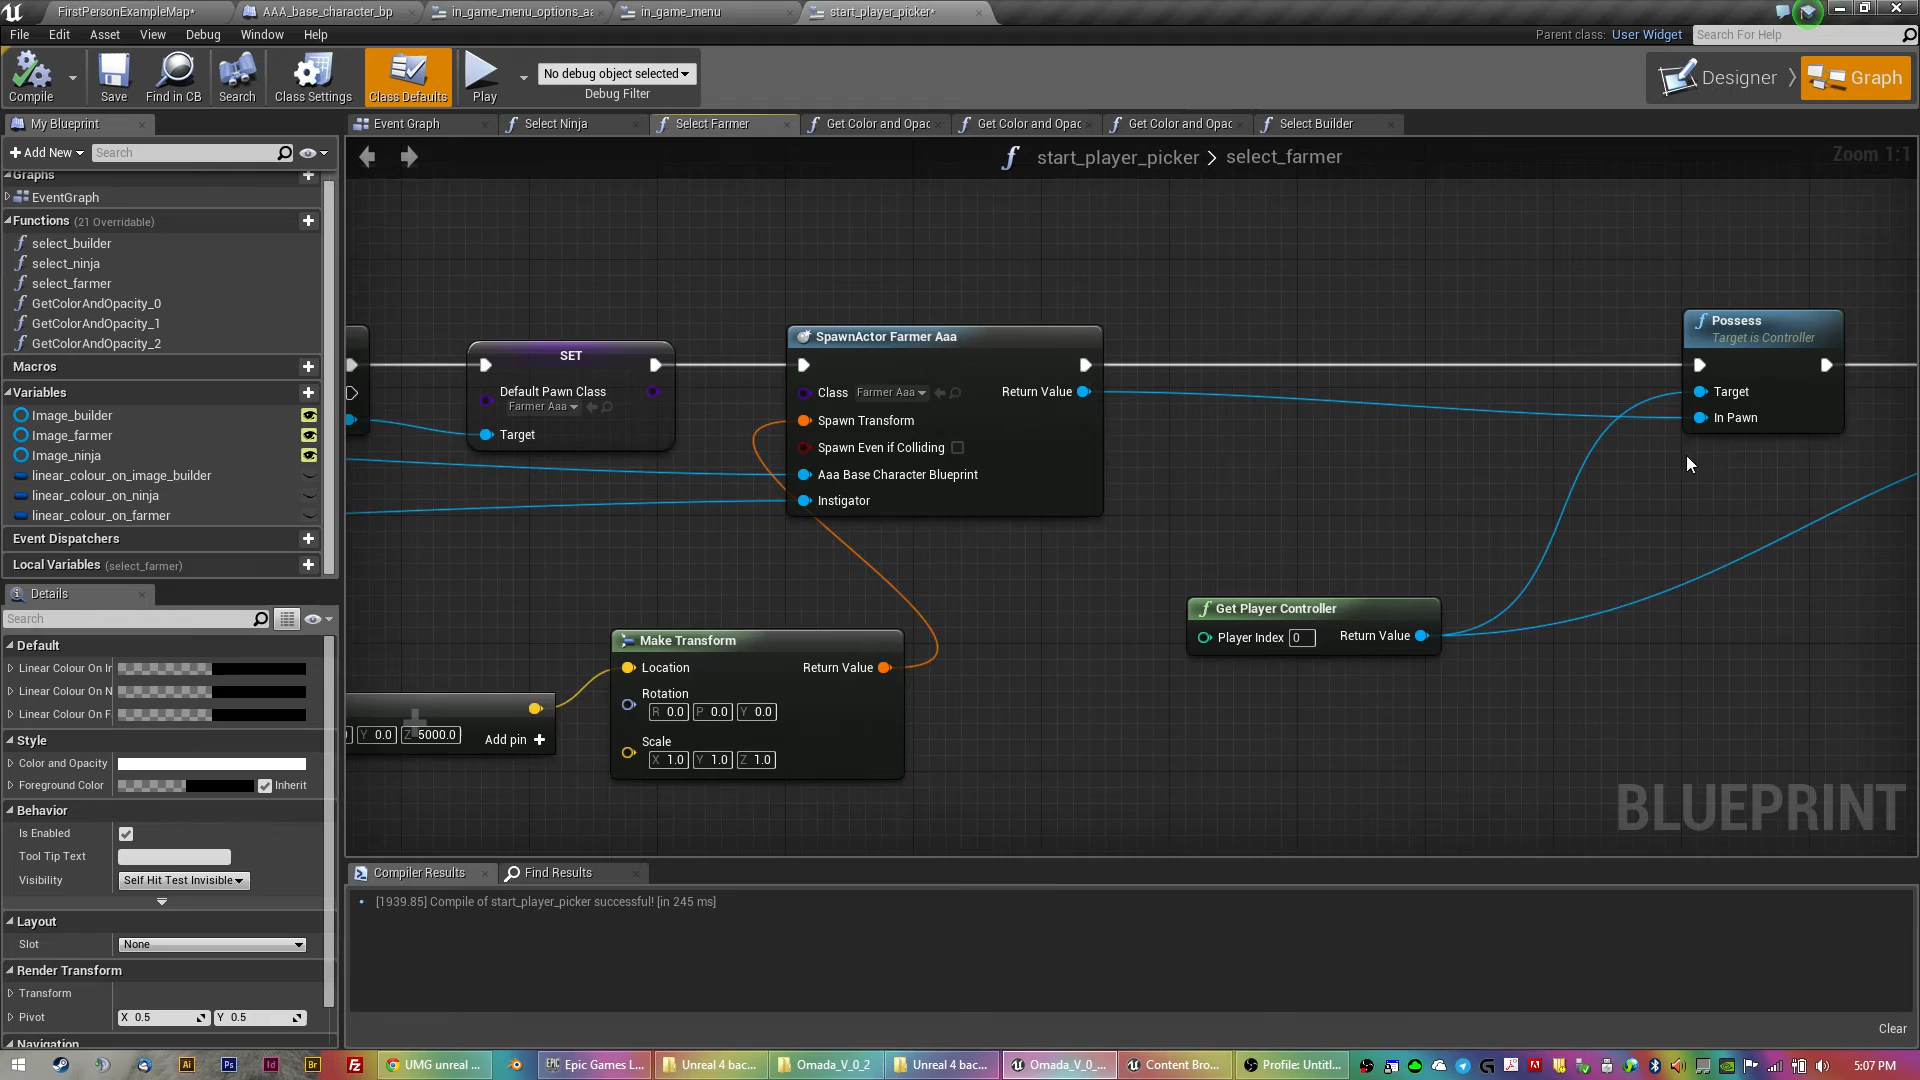 FirstPersonExampleMap*
AAA_base_character_bp
in_game_menu_options_aa
in_game_menu
start_player_picker*
File Edit Asset View Debug Window Help
Parent class: User Widget
Search For Help
Compile
Save
Find in CB
Search
Class Settings
Class Defaults
Play
No debug object selected
Debug Filter
Designer
Graph
My Blueprint
Event Graph
Select Ninja
Select Farmer
Get Color and Opac
Get Color and Opac
Get Color and Opac
Select Builder
Add New
Search
start_player_picker > select_farmer
Zoom 1:1
Graphs
EventGraph
Functions (21 Overridable)
select_builder
select_ninja
select_farmer
GetColorAndOpacity_0
GetColorAndOpacity_1
GetColorAndOpacity_2
Macros
Variables
Image_builder
Image_farmer
Image_ninja
linear_colour_on_image_builder
linear_colour_on_ninja
linear_colour_on_farmer
Event Dispatchers
Local Variables (select_farmer)
SET
Default Pawn Class
Farmer Aaa
Target
SpawnActor Farmer Aaa
Class Farmer Aaa
Return Value
Spawn Transform
Spawn Even if Colliding
Aaa Base Character Blueprint
Instigator
Possess
Target is Controller
Target
In Pawn
Get Player Controller
Player Index 0
Return Value
Make Transform
Location
Return Value
Rotation
R 0.0 P 0.0 Y 0.0
Scale
X 1.0 Y 1.0 Z 1.0
Y 0.0 Z 5000.0
Add pin +
BLUEPRINT
Details
Search
Default
Linear Colour On Ir
Linear Colour On N
Linear Colour On F
Style
Color and Opacity
Foreground Color
Inherit
Behavior
Is Enabled
Tool Tip Text
Visibility
Self Hit Test Invisible
Layout
Slot
None
Render Transform
Transform
Pivot
X 0.5
Y 0.5
Navigation
Compiler Results
Find Results
[1939.85] Compile of start_player_picker successful! [in 245 ms]
Clear
Ai
Ps
Id
Br
Fz
UMG unreal ...
Epic Games L...
Unreal 4 bac...
Omada_V_0_2
Unreal 4 bac...
Omada_V_0_...
Content Bro...
Profile: Untitl...
5:07 PM